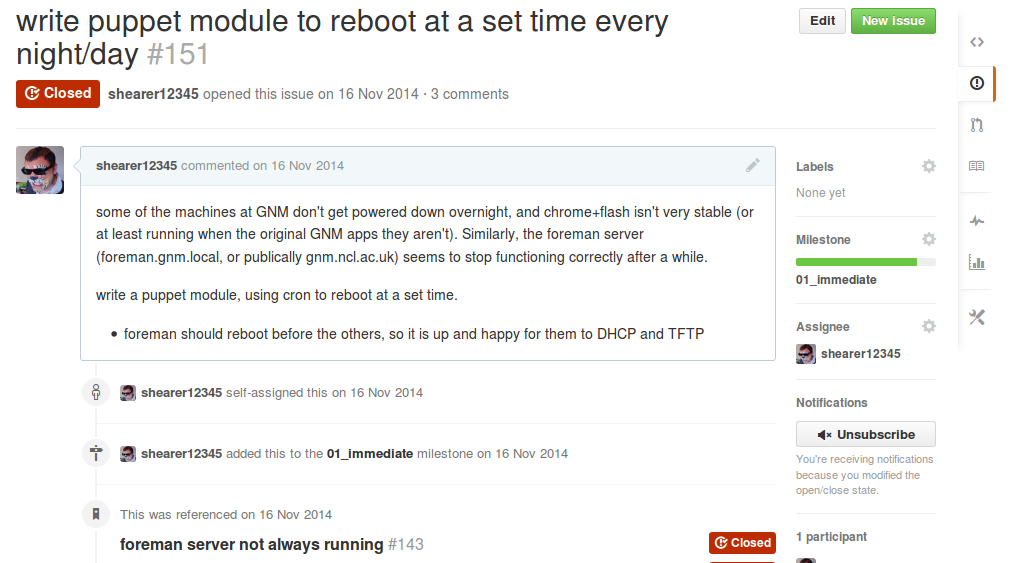 write puppet module to reboot at a set time every
night/day #151
Edit
New Issue
Closed
shearer12345 opened this issue on 16 Nov 2014 · 3 comments
shearer12345 commented on 16 Nov 2014
some of the machines at GNM don't get powered down overnight, and chrome+flash isn't very stable (or
at least running when the original GNM apps they aren't). Similarly, the foreman server
(foreman.gnm.local, or publically gnm.ncl.ac.uk) seems to stop functioning correctly after a while.
write a puppet module, using cron to reboot at a set time.
• foreman should reboot before the others, so it is up and happy for them to DHCP and TFTP
shearer12345 self-assigned this on 16 Nov 2014
shearer12345 added this to the 01_immediate milestone on 16 Nov 2014
This was referenced on 16 Nov 2014
foreman server not always running #143
Closed
Labels
None yet
Milestone
01_immediate
Assignee
shearer12345
Notifications
Unsubscribe
You're receiving notifications
because you modified the
open/close state.
1 participant